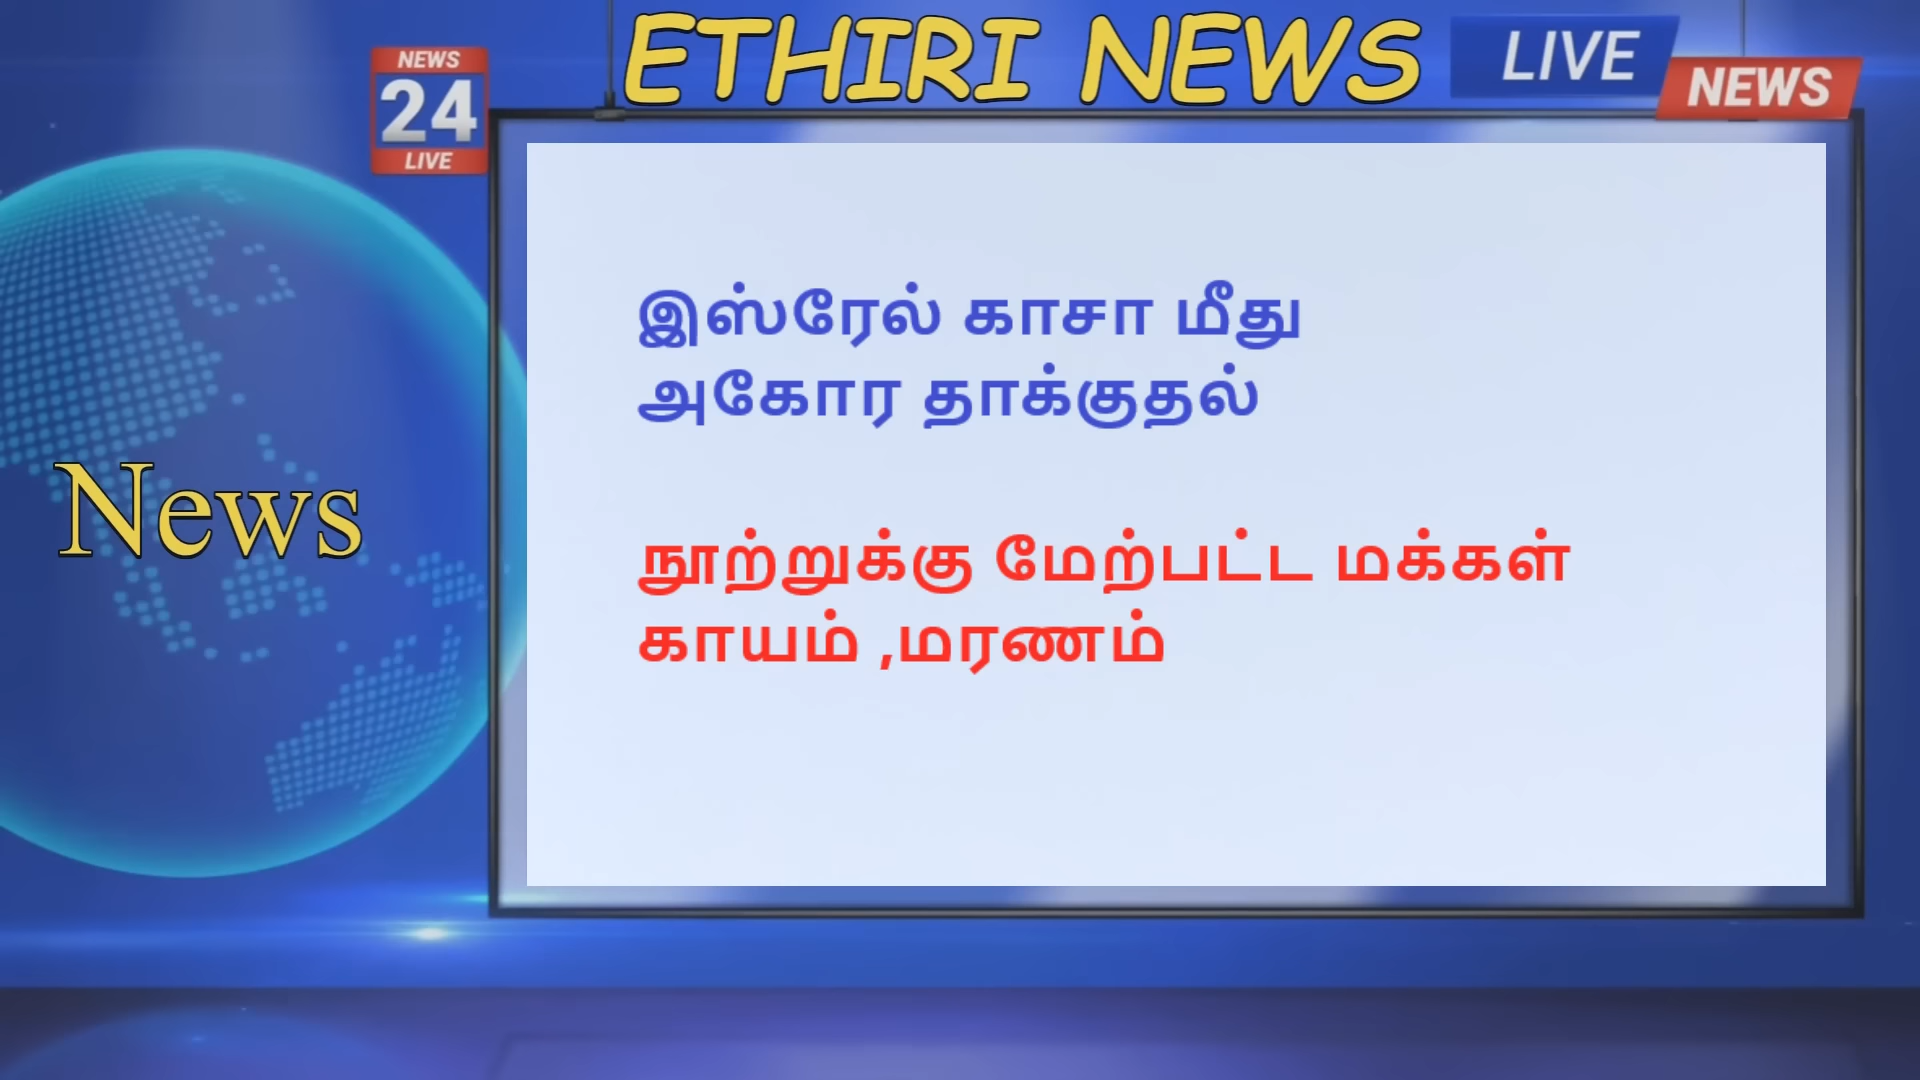 ETHIRI NEWS
LIVE
NEWS
NEWS
24
LIVE
இஸ்ரேல் காசா மீது
அகோர தாக்குதல்
News
நூற்றுக்கு மேற்பட்ட மக்கள்
காயம் ,மரணம்